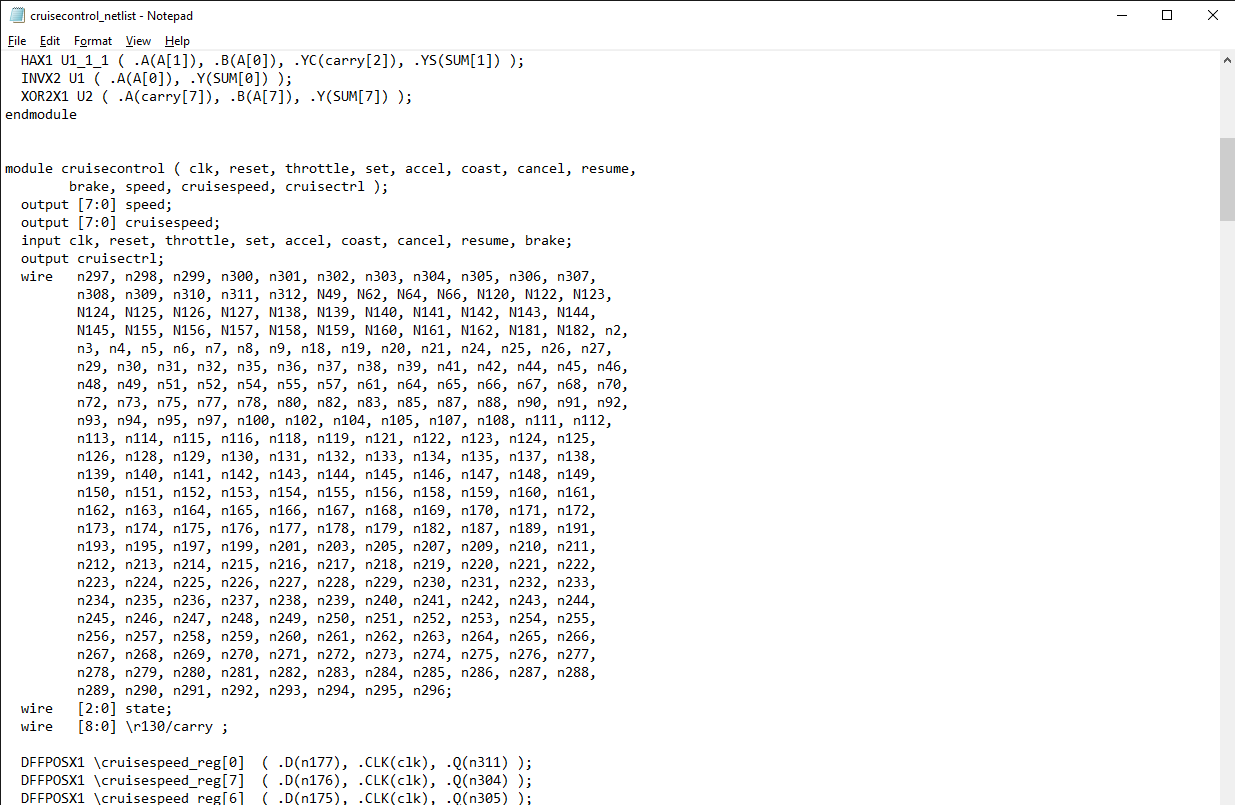 cruisecontrol_netlist - Notepad
File Edit Format View Help
HAX1 U1_1_1 ( .A(A[1]), .B(A[0]), .YC(carry[2]), .YS(SUM[1]) );
INVX2 U1 ( .A(A[0]), .Y(SUM[0]) );
XOR2X1 U2 ( .A(carry[7]), .B(A[7]), .Y(SUM[7]) );
endmodule
module cruisecontrol ( clk, reset, throttle, set, accel, coast, cancel, resume,
brake, speed, cruisespeed, cruisectrl );
output [7:0] speed;
output [7:0] cruisespeed;
input clk, reset, throttle, set, accel, coast, cancel, resume, brake;
output cruisectrl;
wire n297, n298, n299, n300, n301, n302, n303, n304, n305, n306, n307,
n308, n309, n310, n311, n312, N49, N62, N64, N66, N120, N122, N123,
N124, N125, N126, N127, N138, N139, N140, N141, N142, N143, N144,
N145, N155, N156, N157, N158, N159, N160, N161, N162, N181, N182, n2,
n3, n4, n5, n6, n7, n8, n9, n18, n19, n20, n21, n24, n25, n26, n27,
n29, n30, n31, n32, n35, n36, n37, n38, n39, n41, n42, n44, n45, n46,
n48, n49, n51, n52, n54, n55, n57, n61, n64, n65, n66, n67, n68, n70,
n72, n73, n75, n77, n78, n80, n82, n83, n85, n87, n88, n90, n91, n92,
n93, n94, n95, n97, n100, n102, n104, n105, n107, n108, n111, n112,
n113, n114, n115, n116, n118, n119, n121, n122, n123, n124, n125,
n126, n128, n129, n130, n131, n132, n133, n134, n135, n137, n138,
n139, n140, n141, n142, n143, n144, n145, n146, n147, n148, n149,
n150, n151, n152, n153, n154, n155, n156, n158, n159, n160, n161,
n162, n163, n164, n165, n166, n167, n168, n169, n170, n171, n172,
n173, n174, n175, n176, n177, n178, n179, n182, n187, n189, n191,
n193, n195, n197, n199, n201, n203, n205, n207, n209, n210, n211,
n212, n213, n214, n215, n216, n217, n218, n219, n220, n221, n222,
n223, n224, n225, n226, n227, n228, n229, n230, n231, n232, n233,
n234, n235, n236, n237, n238, n239, n240, n241, n242, n243, n244,
n245, n246, n247, n248, n249, n250, n251, n252, n253, n254, n255,
n256, n257, n258, n259, n260, n261, n262, n263, n264, n265, n266,
n267, n268, n269, n270, n271, n272, n273, n274, n275, n276, n277,
n278, n279, n280, n281, n282, n283, n284, n285, n286, n287, n288,
n289, n290, n291, n292, n293, n294, n295, n296;
wire [2:0] state;
wire [8:0] \r130/carry ;
DFFPOSX1 \cruisespeed_reg[0] ( .D(n177), .CLK(clk), .Q(n311) );
DFFPOSX1 \cruisespeed_reg[7] ( .D(n176), .CLK(clk), .Q(n304) );
DFFPOSX1 \cruisespeed_reg[6] ( .D(n175), .CLK(clk), .Q(n305) );